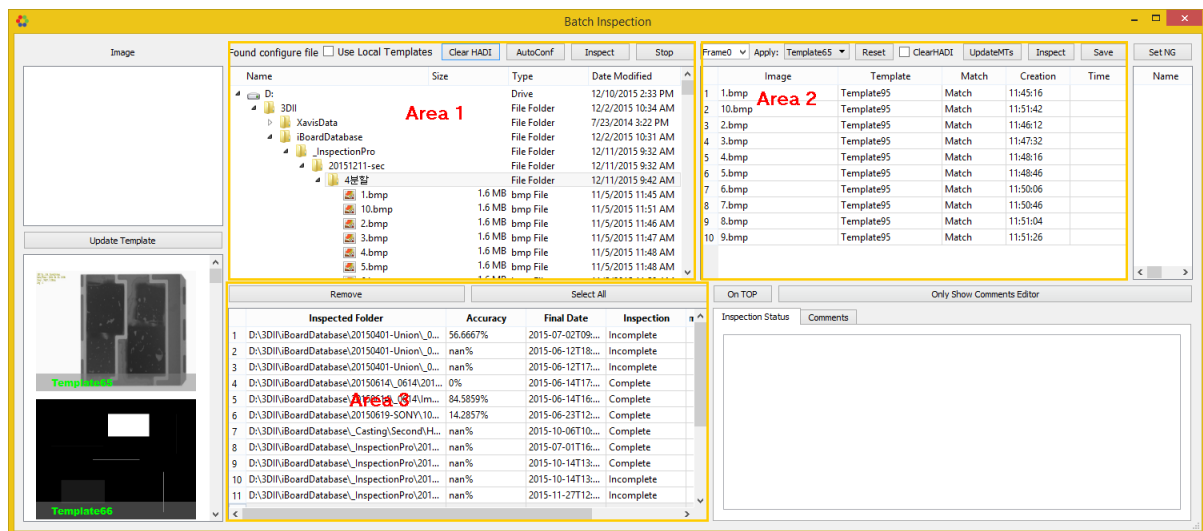 Batch Inspection
Image
Update Template
Template65
Template66
Found configure file Use Local Templates Clear HADI AutoConf Inspect Stop
Name Size Type Date Modified
D: Drive 12/10/2015 2:33 PM
3DII File Folder 12/2/2015 10:34 AM
XavisData File Folder 7/23/2014 3:22 PM
iBoardDatabase File Folder 12/2/2015 10:31 AM
_InspectionPro File Folder 12/11/2015 9:32 AM
20151211-sec File Folder 12/11/2015 9:32 AM
4분할 File Folder 12/11/2015 9:42 AM
1.bmp 1.6 MB bmp File 11/5/2015 11:45 AM
10.bmp 1.6 MB bmp File 11/5/2015 11:51 AM
2.bmp 1.6 MB bmp File 11/5/2015 11:46 AM
3.bmp 1.6 MB bmp File 11/5/2015 11:47 AM
4.bmp 1.6 MB bmp File 11/5/2015 11:48 AM
5.bmp 1.6 MB bmp File 11/5/2015 11:48 AM
Area 1
Frame0 Apply: Template65 Reset ClearHADI UpdateMTs Inspect Save
Image Template Match Creation Time
1 1.bmp Template95 Match 11:45:16
2 10.bmp Template95 Match 11:51:42
3 2.bmp Template95 Match 11:46:12
4 3.bmp Template95 Match 11:47:32
5 4.bmp Template95 Match 11:48:16
6 5.bmp Template95 Match 11:48:46
7 6.bmp Template95 Match 11:50:06
8 7.bmp Template95 Match 11:50:46
9 8.bmp Template95 Match 11:51:04
10 9.bmp Template95 Match 11:51:26
Area 2
Set NG
Name
Remove Select All
Inspected Folder Accuracy Final Date Inspection
1 D:\3DII\iBoardDatabase\20150401-Union\_0... 56.6667% 2015-07-02T09:... Incomplete
2 D:\3DII\iBoardDatabase\20150401-Union\_0... nan% 2015-06-12T18:... Incomplete
3 D:\3DII\iBoardDatabase\20150401-Union\_0... nan% 2015-06-12T17:... Incomplete
4 D:\3DII\iBoardDatabase\20150614\_0614\201... 0% 2015-06-14T17:... Complete
5 D:\3DII\iBoardDatabase\20150614\_0614\Im... 84.5859% 2015-06-14T16:... Complete
6 D:\3DII\iBoardDatabase\20150619-SONY\10... 14.2857% 2015-06-23T12:... Complete
7 D:\3DII\iBoardDatabase\_Casting\Second\H... nan% 2015-10-06T10:... Complete
8 D:\3DII\iBoardDatabase\_InspectionPro\201... nan% 2015-07-01T16:... Complete
9 D:\3DII\iBoardDatabase\_InspectionPro\201... nan% 2015-10-14T13:... Complete
10 D:\3DII\iBoardDatabase\_InspectionPro\201... nan% 2015-10-14T13:... Incomplete
11 D:\3DII\iBoardDatabase\_InspectionPro\201... nan% 2015-11-27T12:... Incomplete
Area 3
On TOP Only Show Comments Editor
Inspection Status Comments